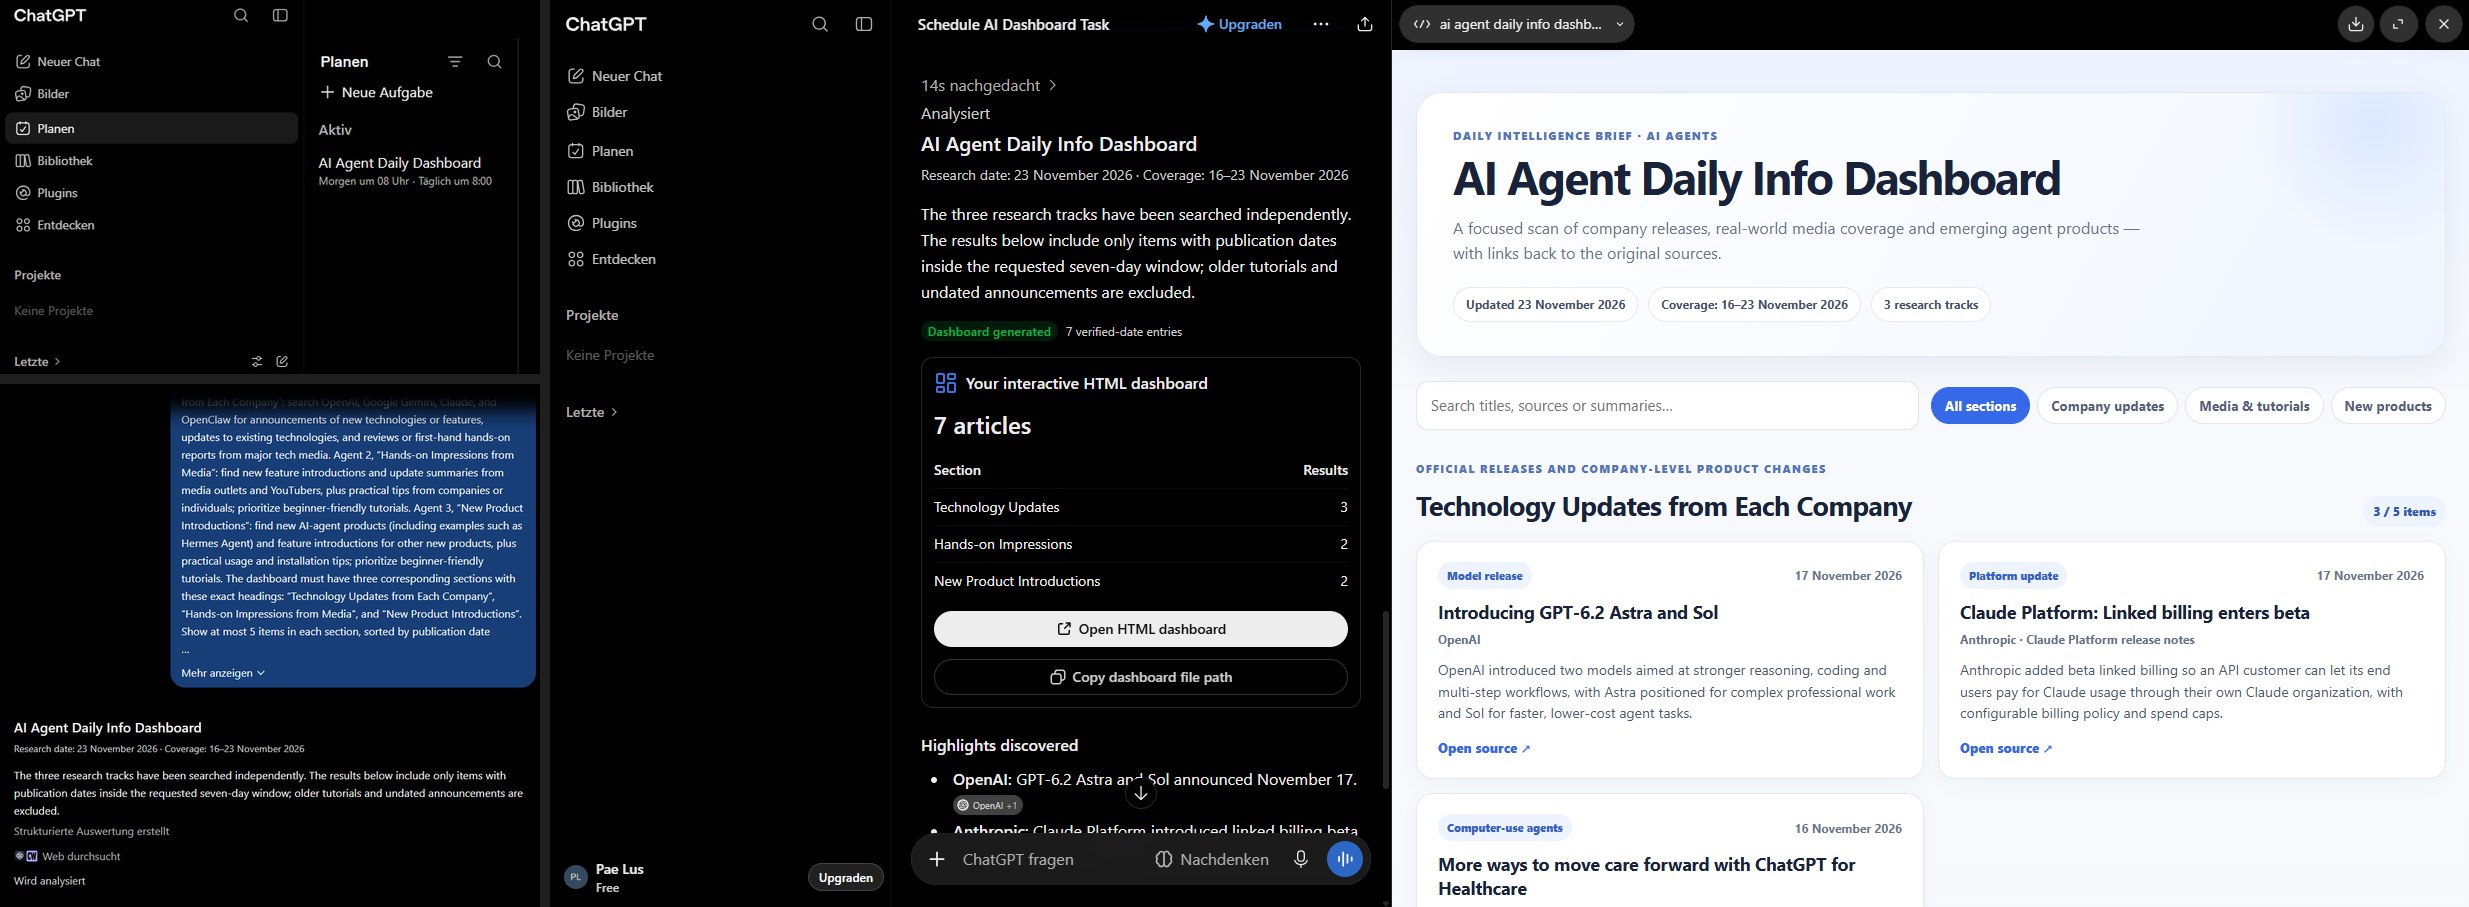 ChatGPT
Neuer Chat
Bilder
Planen
Bibliothek
Plugins
Entdecken
Projekte
Keine Projekte
Letzte
Planen
Neue Aufgabe
Aktiv
AI Agent Daily Dashboard
Morgen um 08 Uhr · Täglich um 8:00
from Each Company": search OpenAI, Google Gemini, Claude, and
OpenClaw for announcements of new technologies or features,
updates to existing technologies, and reviews or first-hand hands-on
reports from major tech media. Agent 2, "Hands-on Impressions from
Media": find new feature introductions and update summaries from
media outlets and YouTubers, plus practical tips from companies or
individuals; prioritize beginner-friendly tutorials. Agent 3, "New Product
Introductions": find new AI-agent products (including examples such as
Hermes Agent) and feature introductions for other new products, plus
practical usage and installation tips; prioritize beginner-friendly
tutorials. The dashboard must have three corresponding sections with
these exact headings: "Technology Updates from Each Company",
"Hands-on Impressions from Media", and "New Product Introductions".
Show at most 5 items in each section, sorted by publication date
...
Mehr anzeigen
AI Agent Daily Info Dashboard
Research date: 23 November 2026 · Coverage: 16–23 November 2026
The three research tracks have been searched independently. The results below include only items with
publication dates inside the requested seven-day window; older tutorials and undated announcements are
excluded.
Strukturierte Auswertung erstellt
Web durchsucht
Wird analysiert
ChatGPT
Neuer Chat
Bilder
Planen
Bibliothek
Plugins
Entdecken
Projekte
Keine Projekte
Letzte
PL
Pae Lus
Free
Upgraden
Schedule AI Dashboard Task
Upgraden
14s nachgedacht
Analysiert
AI Agent Daily Info Dashboard
Research date: 23 November 2026 · Coverage: 16–23 November 2026
The three research tracks have been searched independently.
The results below include only items with publication dates
inside the requested seven-day window; older tutorials and
undated announcements are excluded.
Dashboard generated 7 verified-date entries
Your interactive HTML dashboard
7 articles
Section Results
Technology Updates 3
Hands-on Impressions 2
New Product Introductions 2
Open HTML dashboard
Copy dashboard file path
Highlights discovered
• OpenAI: GPT-6.2 Astra and Sol announced November 17.
OpenAI +1
• Anthropic: Claude Platform introduced linked billing beta
ChatGPT fragen
Nachdenken
ai agent daily info dashb...
DAILY INTELLIGENCE BRIEF · AI AGENTS
AI Agent Daily Info Dashboard
A focused scan of company releases, real-world media coverage and emerging agent products —
with links back to the original sources.
Updated 23 November 2026
Coverage: 16–23 November 2026
3 research tracks
Search titles, sources or summaries...
All sections
Company updates
Media & tutorials
New products
OFFICIAL RELEASES AND COMPANY-LEVEL PRODUCT CHANGES
Technology Updates from Each Company
3 / 5 items
Model release
17 November 2026
Introducing GPT-6.2 Astra and Sol
OpenAI
OpenAI introduced two models aimed at stronger reasoning, coding and
multi-step workflows, with Astra positioned for complex professional work
and Sol for faster, lower-cost agent tasks.
Open source ↗
Platform update
17 November 2026
Claude Platform: Linked billing enters beta
Anthropic · Claude Platform release notes
Anthropic added beta linked billing so an API customer can let its end
users pay for Claude usage through their own Claude organization, with
configurable billing policy and spend caps.
Open source ↗
Computer-use agents
16 November 2026
More ways to move care forward with ChatGPT for
Healthcare